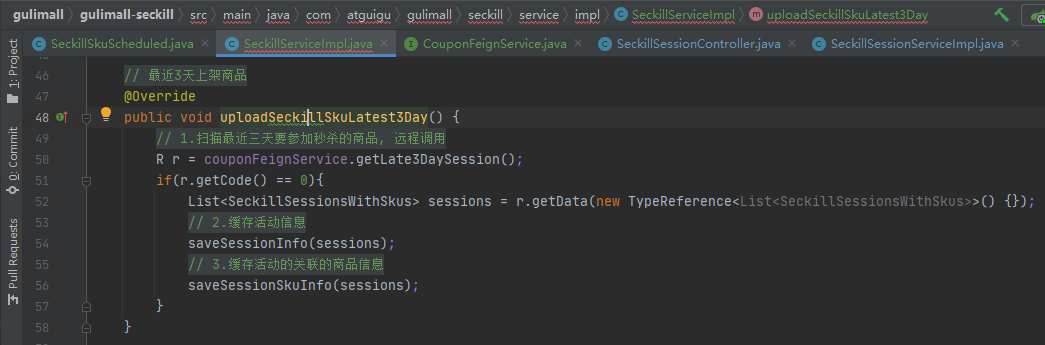 gulimall gulimall-seckill src main java com atguigu gulimall seckill service impl SeckillServiceImpl uploadSeckillSkuLatest3Day
SeckillSkuScheduled.java SeckillServiceImpl.java CouponFeignService.java SeckillSessionController.java SeckillSessionServiceImpl.java
1: Project
0: Commit
Pull Requests
46 // 最近3天上架商品
47 @Override
48 public void uploadSeckillSkuLatest3Day() {
49 // 1.扫描最近三天要参加秒杀的商品, 远程调用
50 R r = couponFeignService.getLate3DaySession();
51 if(r.getCode() == 0){
52 List<SeckillSessionsWithSkus> sessions = r.getData(new TypeReference<List<SeckillSessionsWithSkus>>() {});
53 // 2.缓存活动信息
54 saveSessionInfo(sessions);
55 // 3.缓存活动的关联的商品信息
56 saveSessionSkuInfo(sessions);
57 }
58 }